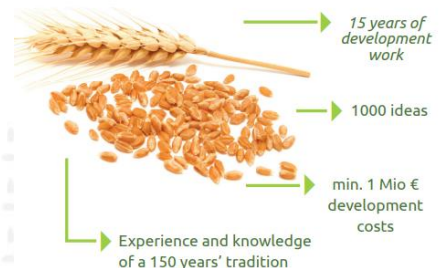 15 years of
development
work
1000 ideas
min. 1 Mio €
development
costs
Experience and knowledge
of a 150 years' tradition